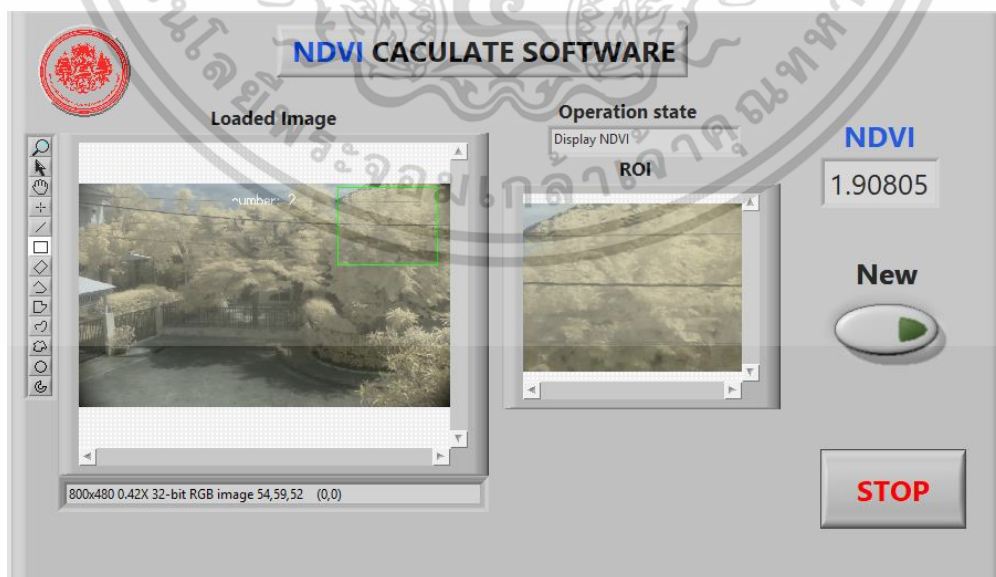 NDVI CACULATE SOFTWARE
Loaded Image
Operation state
Display NDVI
ROI
NDVI
1.90805
number: 2
New
800x480 0.42X 32-bit RGB image 54,59,52 (0,0)
STOP